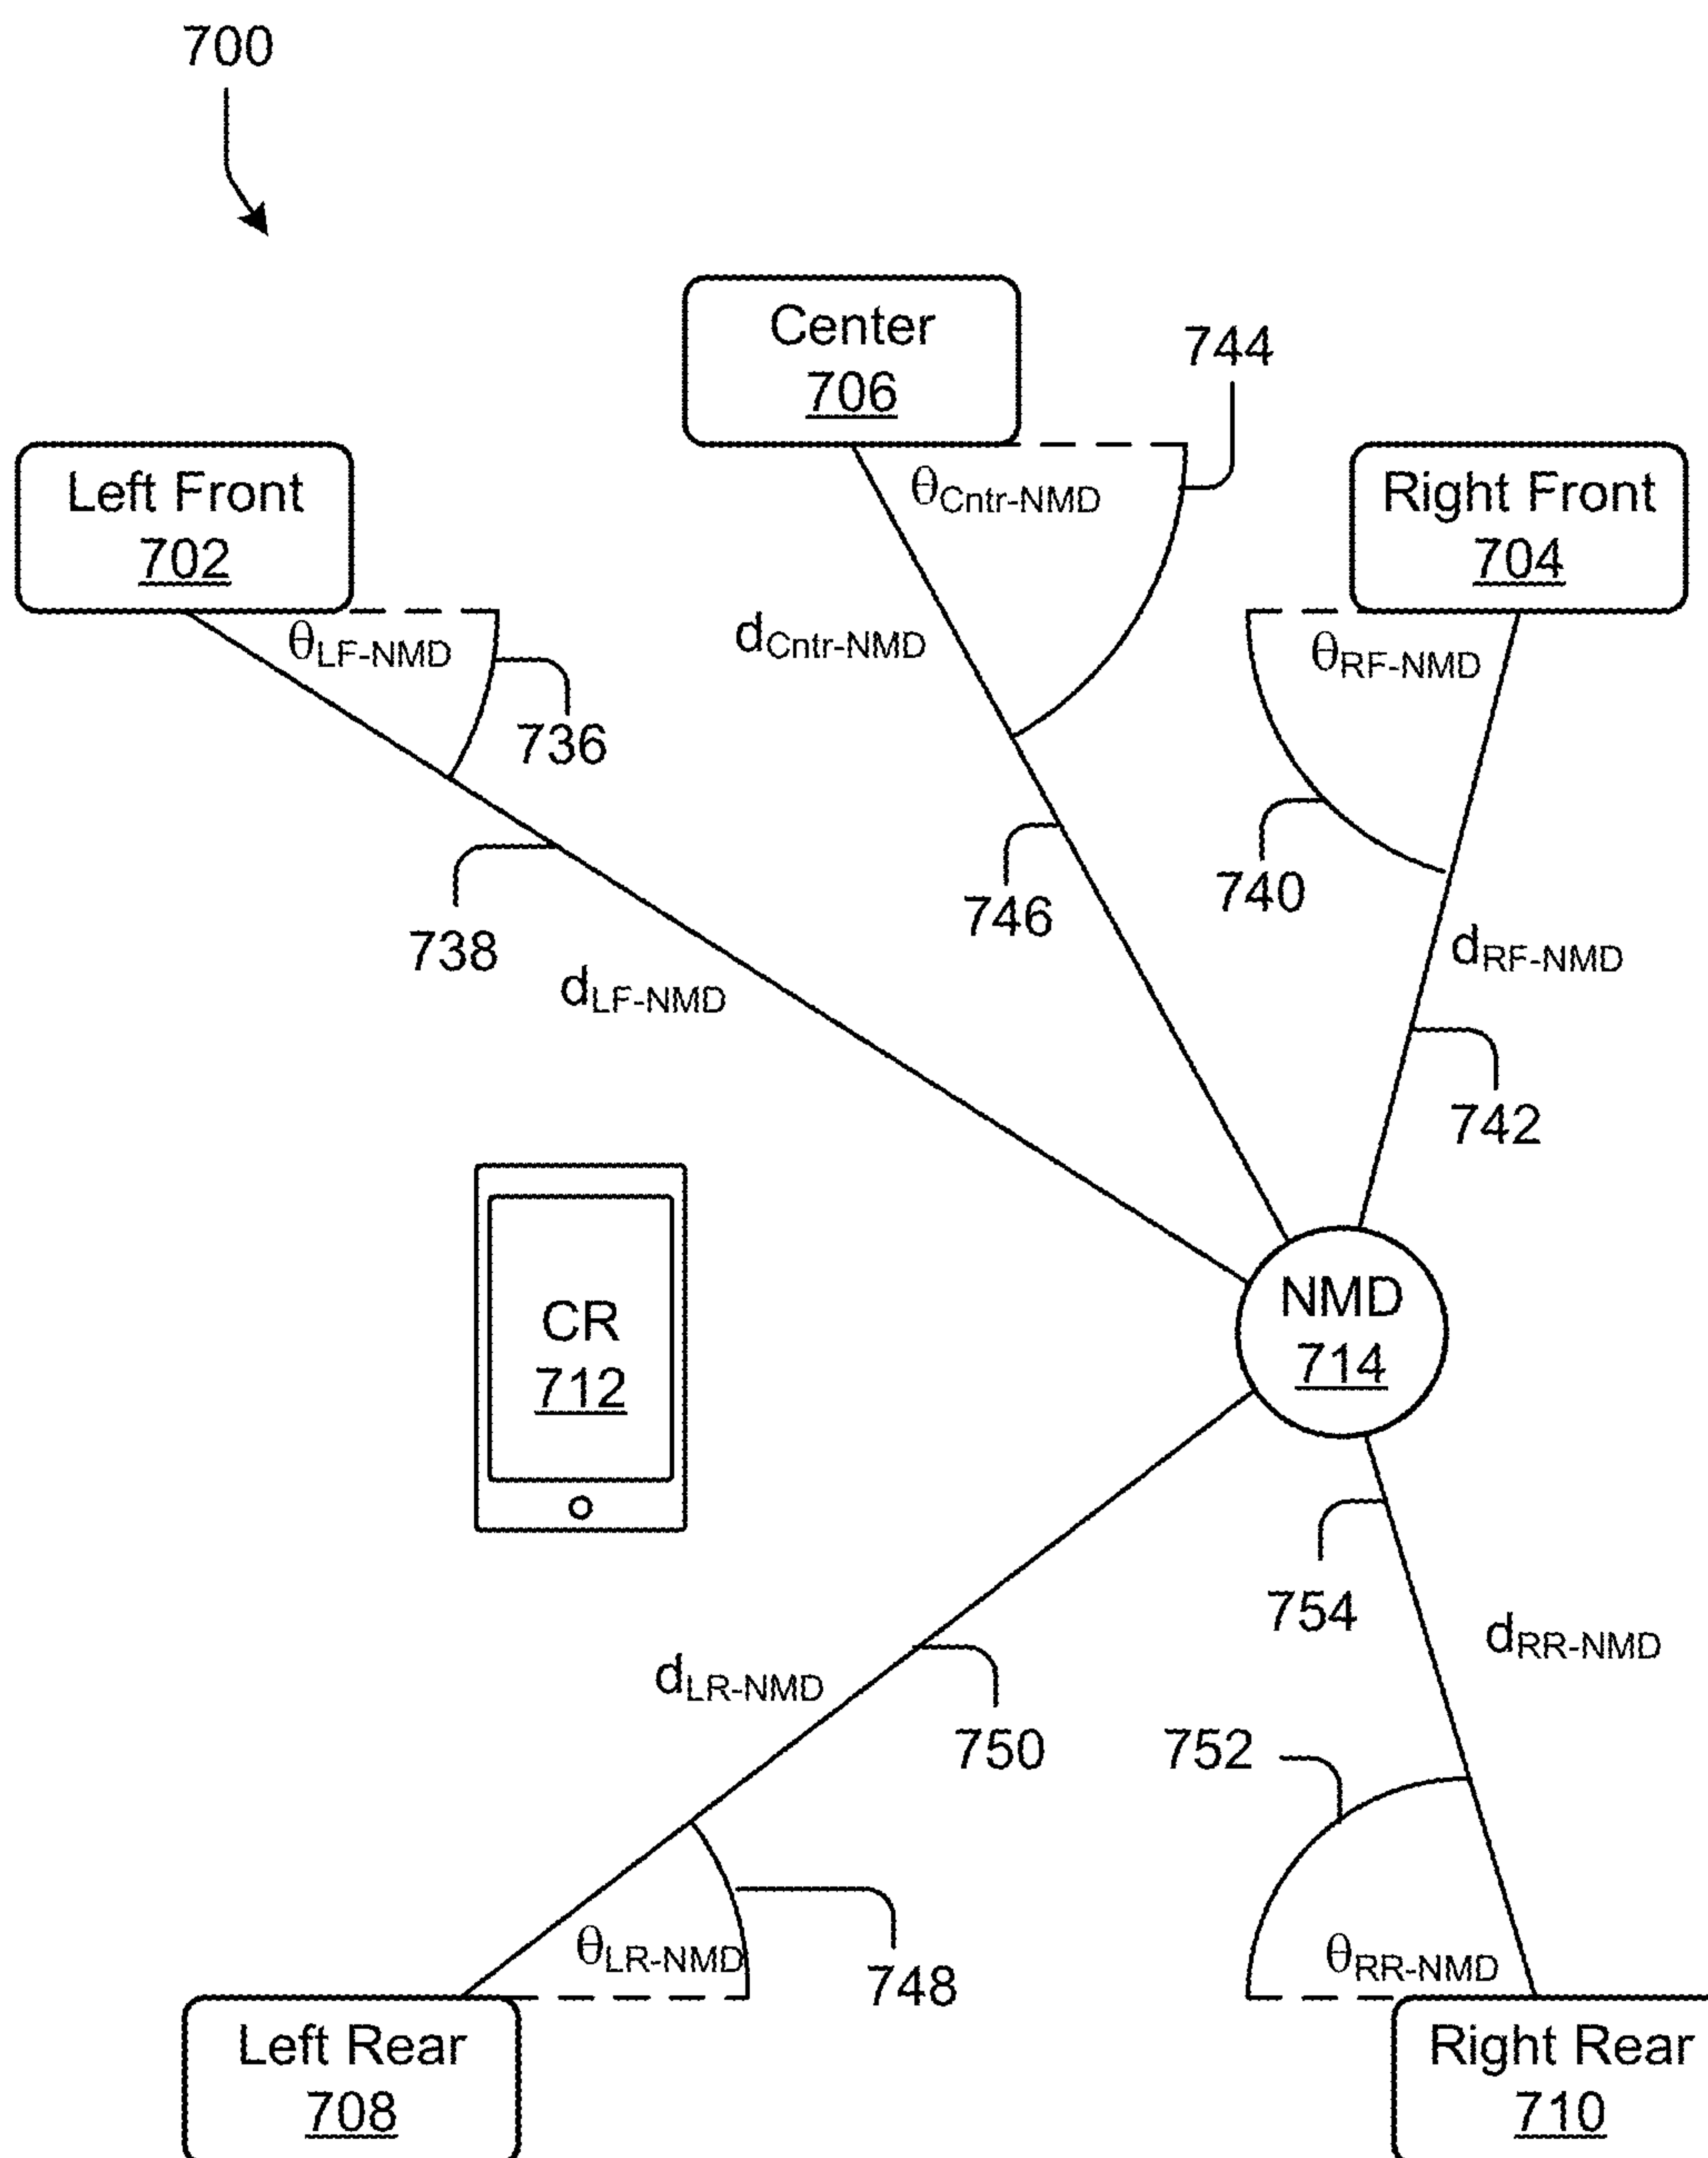 700
Center
706
744
Left Front
702
θCntr-NMD
Right Front
704
θLF-NMD
dCntr-NMD
θRF-NMD
736
746
740
738
dLF-NMD
dRF-NMD
742
CR
712
NMD
714
754
dRR-NMD
dLR-NMD
750
752
θLR-NMD
748
θRR-NMD
Left Rear
708
Right Rear
710